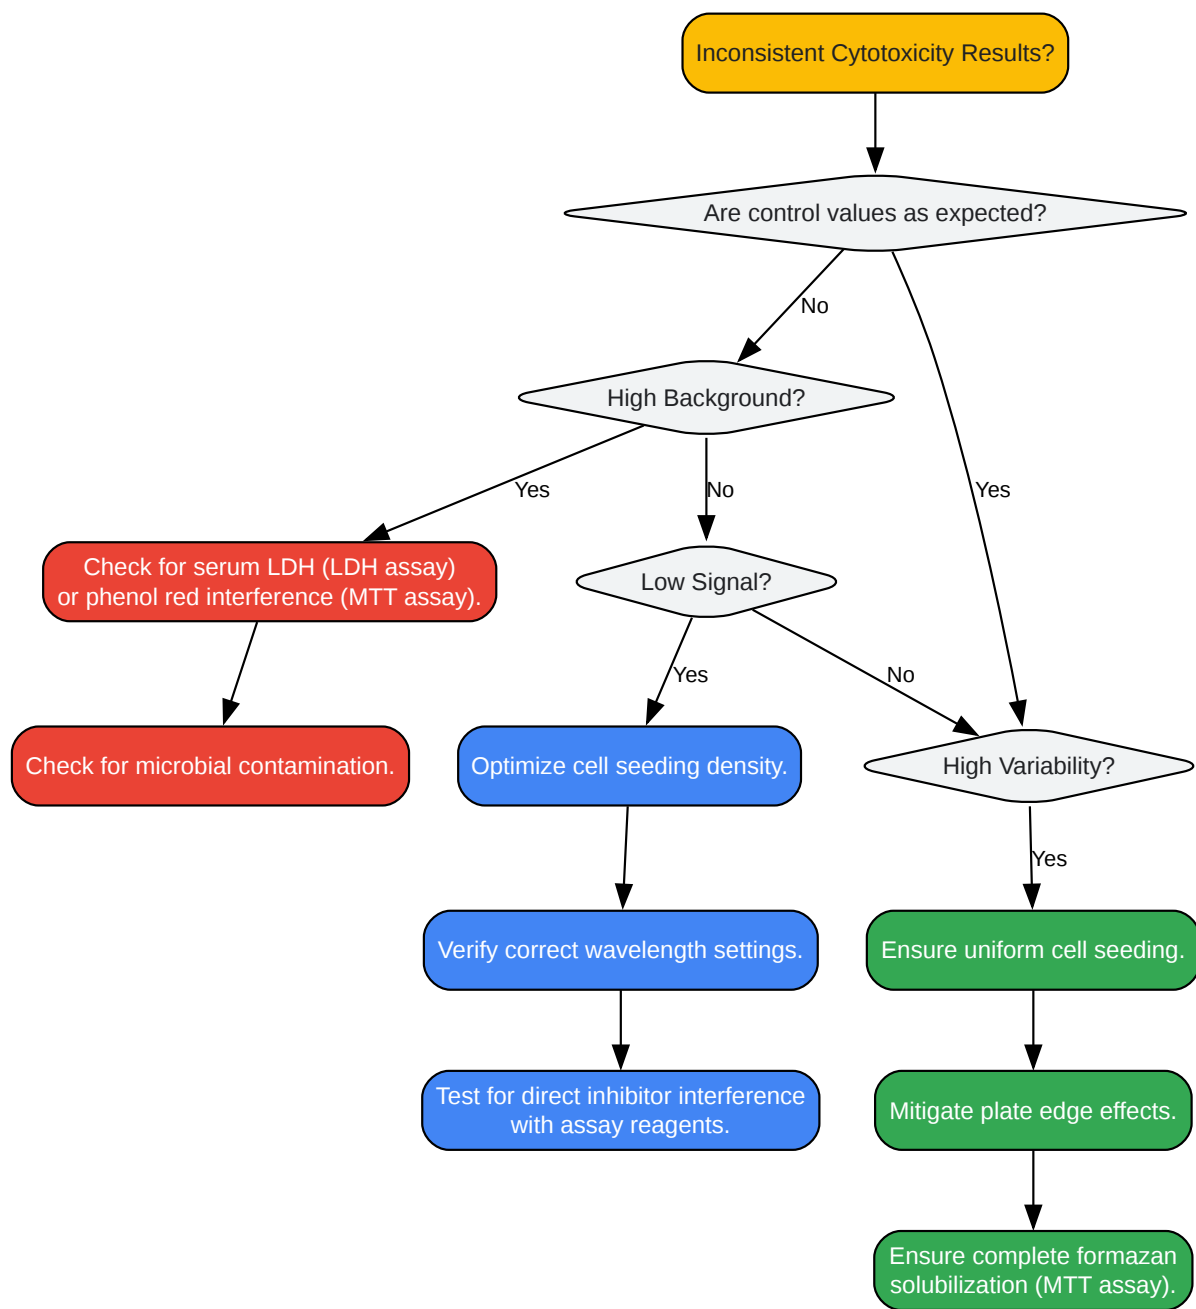 Inconsistent Cytotoxicity Results?
Are control values as expected?
No
High Background?
Yes
No
Yes
Check for serum LDH (LDH assay)
or phenol red interference (MTT assay).
Low Signal?
Yes
No
Check for microbial contamination.
Optimize cell seeding density.
High Variability?
Yes
Verify correct wavelength settings.
Ensure uniform cell seeding.
Test for direct inhibitor interference
with assay reagents.
Mitigate plate edge effects.
Ensure complete formazan
solubilization (MTT assay).